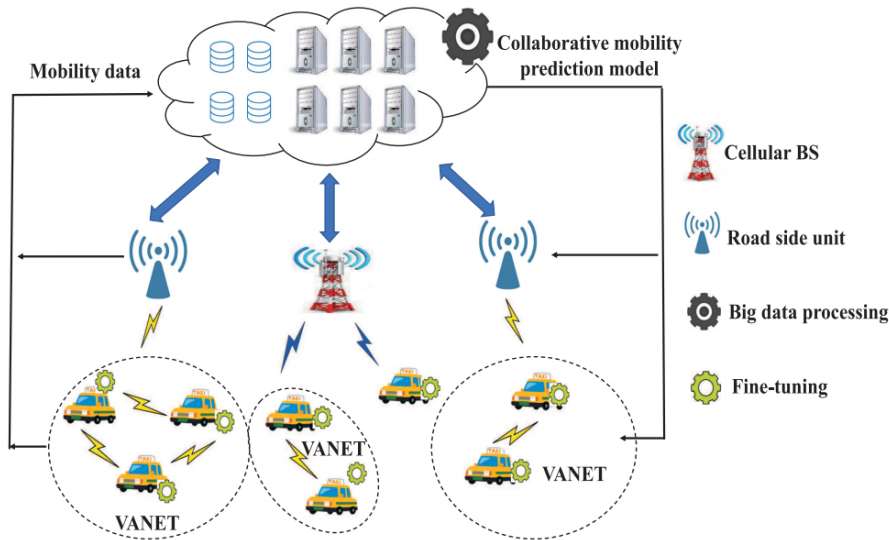 Mobility data
Collaborative mobility
prediction model
Cellular BS
Road side unit
Big data processing
Fine-tuning
VANET
VANET
VANET